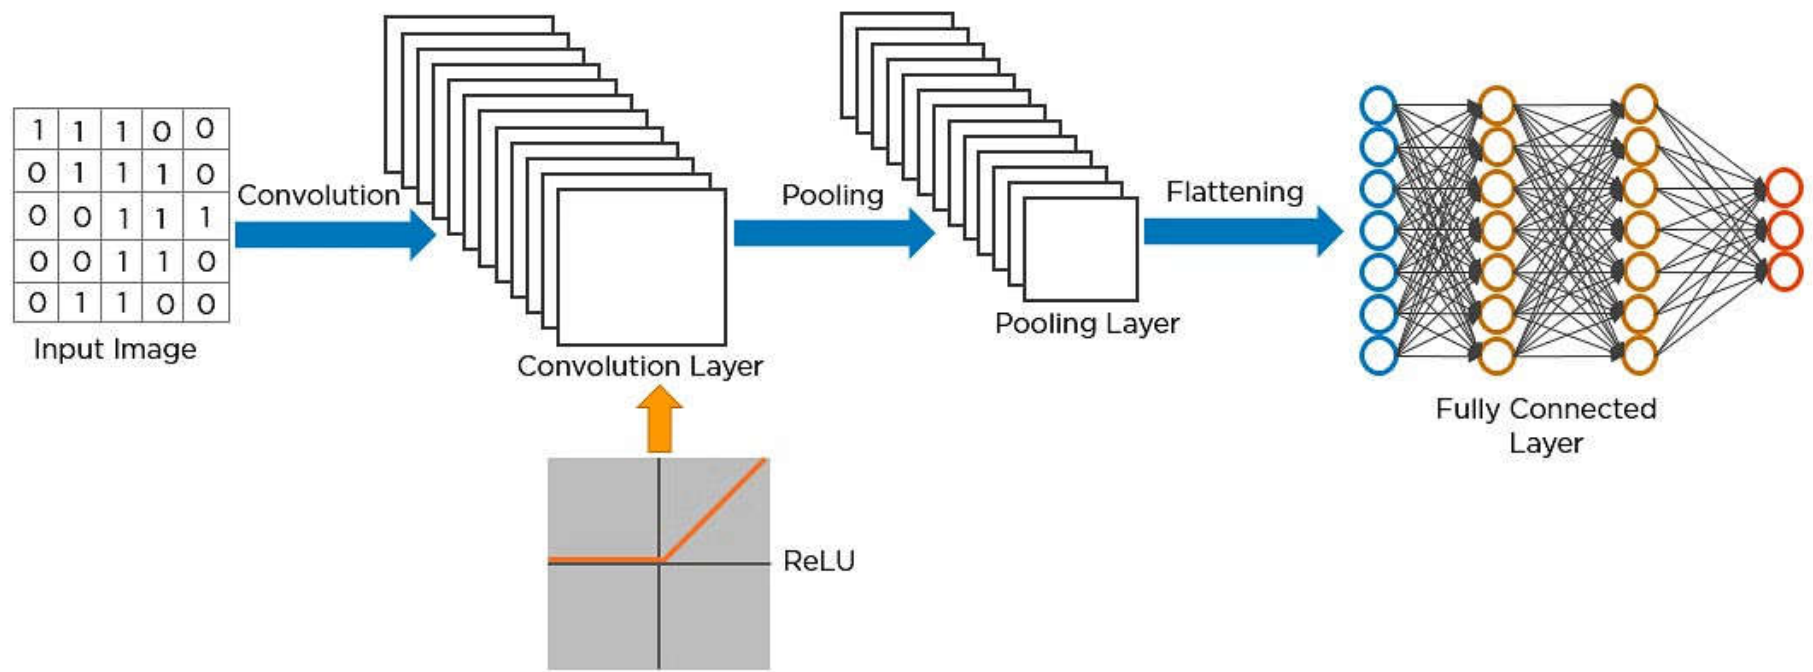 1 1 1 0 0
0 1 1 1 0
0 0 1 1 1
0 0 1 1 0
0 1 1 0 0
Input Image
Convolution
Convolution Layer
ReLU
Pooling
Pooling Layer
Flattening
Fully Connected
Layer